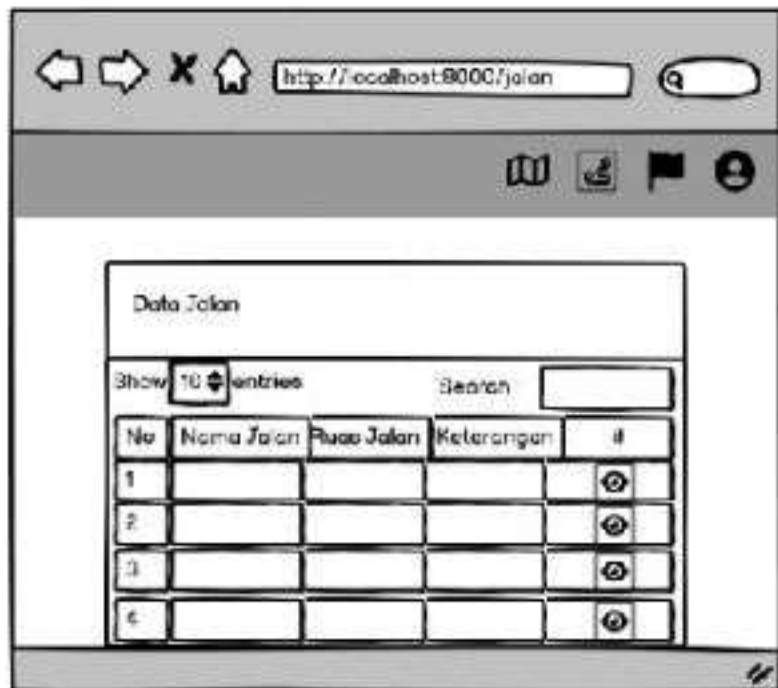 http://localhost:8000/jalan
Data Jalan
Show 10 entries Search
No Nama Jalan Ruas Jalan Keterangan #
1
2
3
4